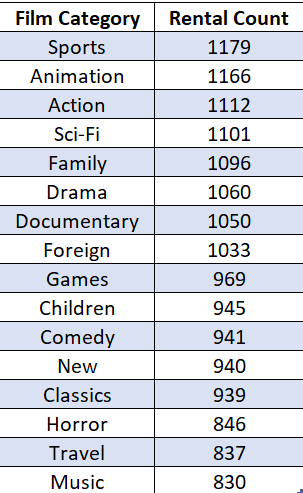 Film Category Rental Count
Sports 1179
Animation 1166
Action 1112
Sci-Fi 1101
Family 1096
Drama 1060
Documentary 1050
Foreign 1033
Games 969
Children 945
Comedy 941
New 940
Classics 939
Horror 846
Travel 837
Music 830